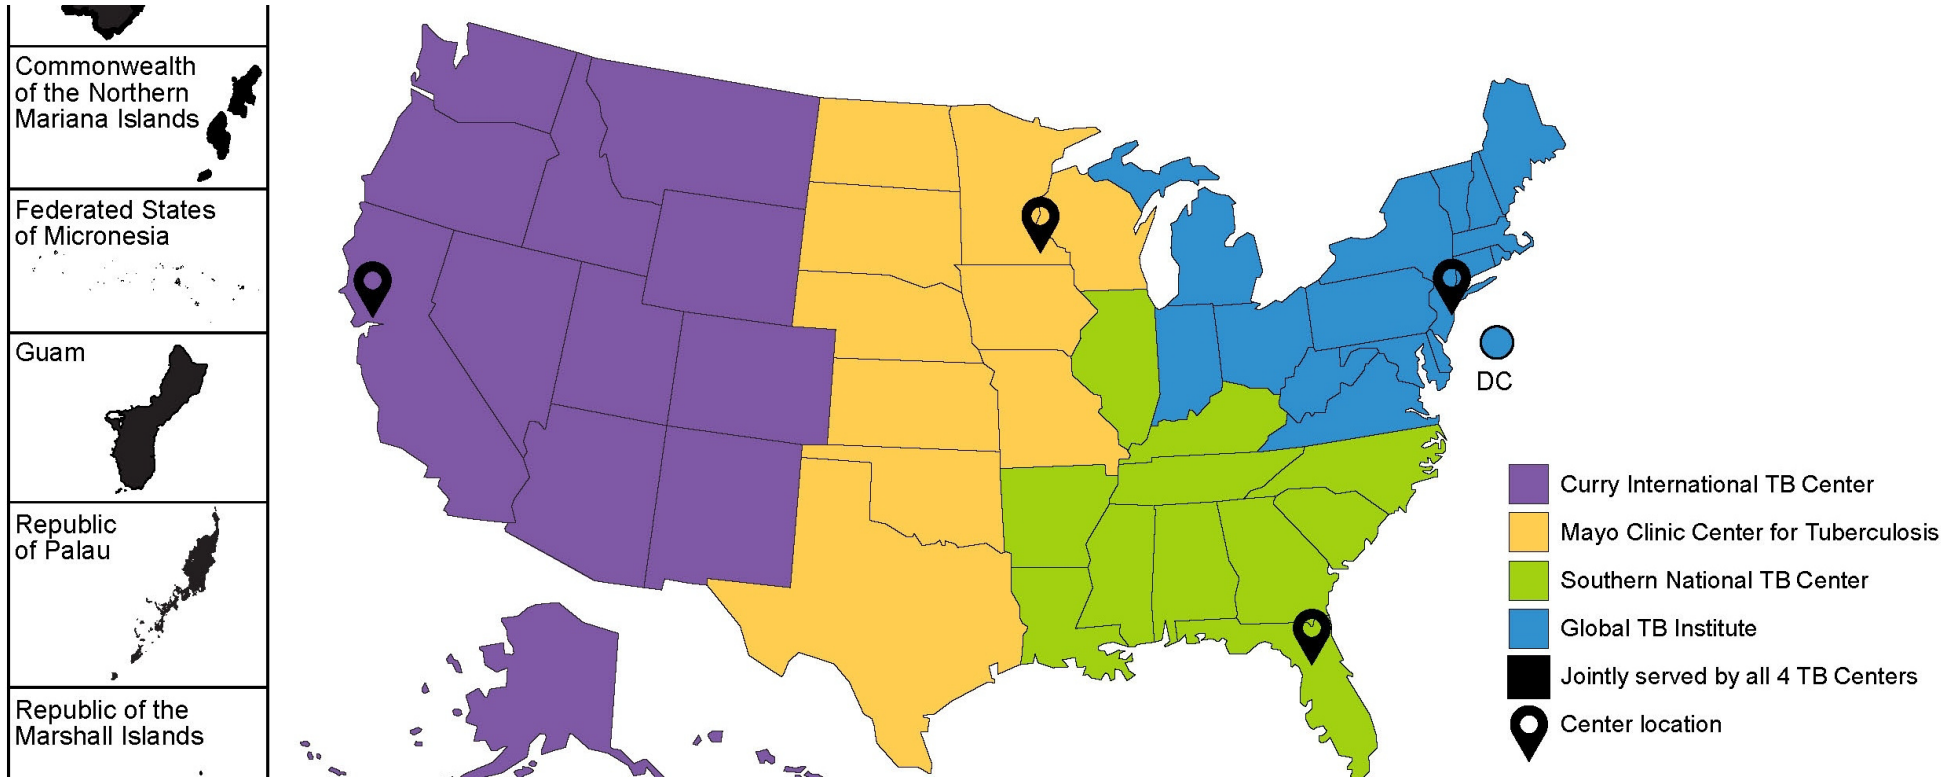 Commonwealth
of the Northern
Mariana Islands
Federated States
of Micronesia
Guam
Republic
of Palau
Republic of the
Marshall Islands
DC
Curry International TB Center
Mayo Clinic Center for Tuberculosis
Southern National TB Center
Global TB Institute
Jointly served by all 4 TB Centers
Center location